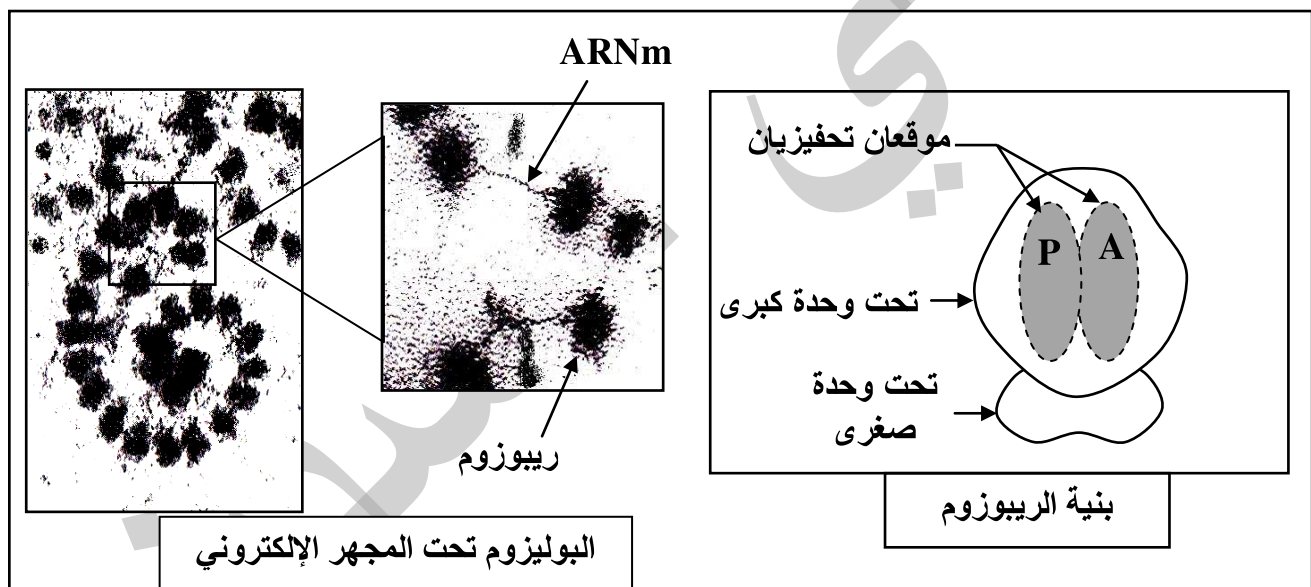 ARNm
ريبوزوم
البوليزوم تحت المجهر الإلكتروني
موقعان تحفيزيان
P
A
تحت وحدة كبرى
تحت وحدة
صغرى
بنية الريبوزوم